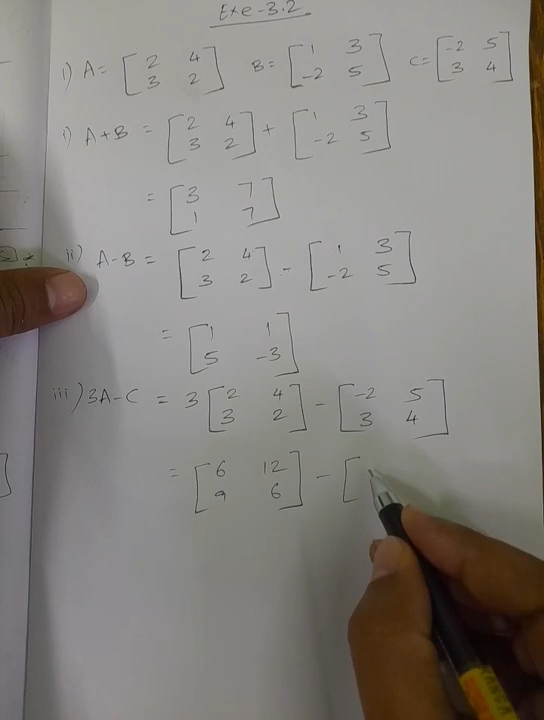 Exe-3.2
1) A= [2 4 B= [1 3 C= [-2 5
3 2] -2 5] 3 4]
i) A+B = [2 4 + [1 3
3 2] -2 5]
= [3 7
1 7]
ii) A-B = [2 4 - [1 3
3 2] -2 5]
= [1 1
5 -3]
iii) 3A-C = 3 [2 4 - [-2 5
3 2] 3 4]
= [6 12 - [
9 6]